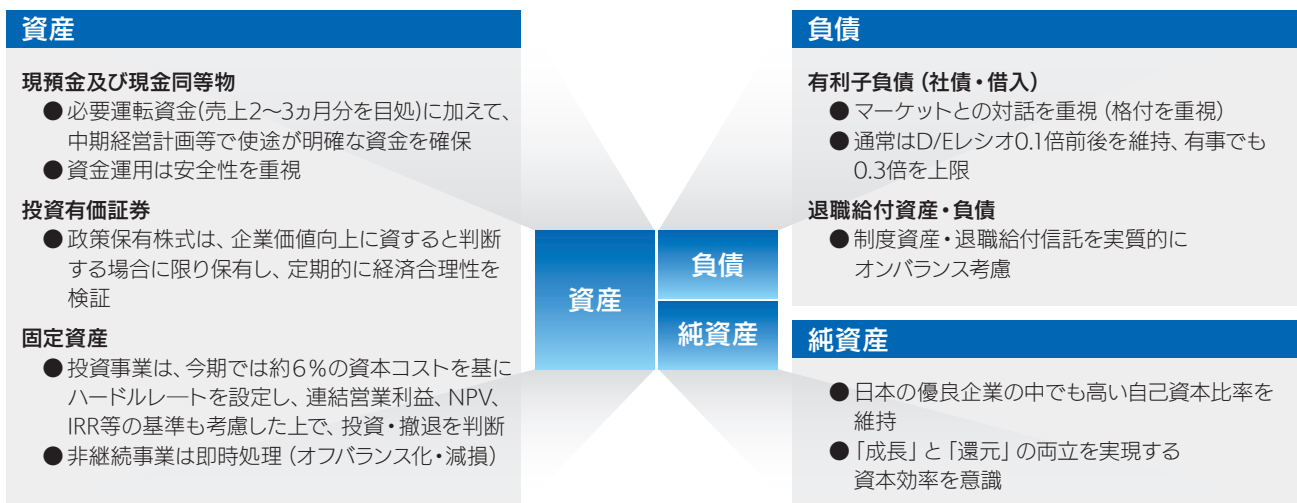 資産
現預金及び現金同等物
●必要運転資金(売上2〜3ヵ月分を目処)に加えて、
中期経営計画等で使途が明確な資金を確保
●資金運用は安全性を重視
投資有価証券
●政策保有株式は、企業価値向上に資すると判断
する場合に限り保有し、定期的に経済合理性を
検証
固定資産
●投資事業は、今期では約6%の資本コストを基に
ハードルレ―トを設定し、連結営業利益、NPV、
IRR等の基準も考慮した上で、投資・撤退を判断
●非継続事業は即時処理(オフバランス化・減損)
資産
負債
純資産
負債
有利子負債(社債・借入)
●マーケットとの対話を重視(格付を重視)
●通常はD/Eレシオ0.1倍前後を維持、有事でも
0.3倍を上限
退職給付資産・負債
●制度資産・退職給付信託を実質的に
オンバランス考慮
純資産
●日本の優良企業の中でも高い自己資本比率を
維持
●「成長」と「還元」の両立を実現する
資本効率を意識